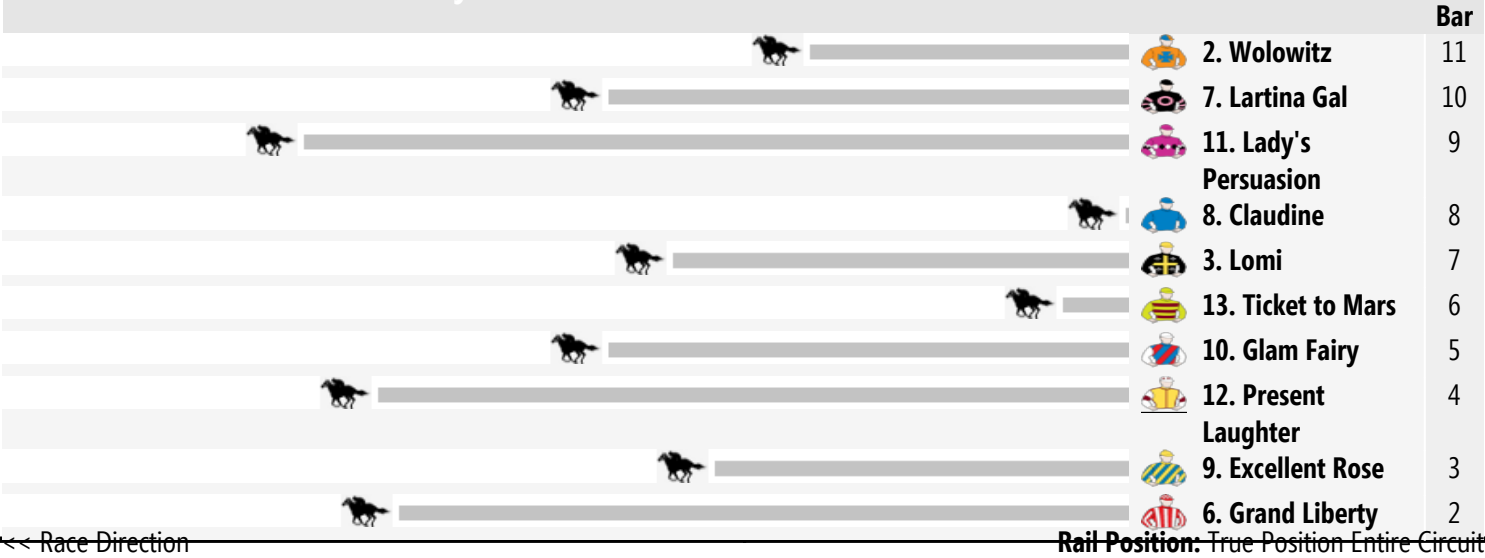 Bar
2. Wolowitz 11
7. Lartina Gal 10
11. Lady's 9
Persuasion
8. Claudine 8
3. Lomi 7
13. Ticket to Mars 6
10. Glam Fairy 5
12. Present 4
Laughter
9. Excellent Rose 3
6. Grand Liberty 2
<< Race Direction Rail Position: True Position Entire Circuit